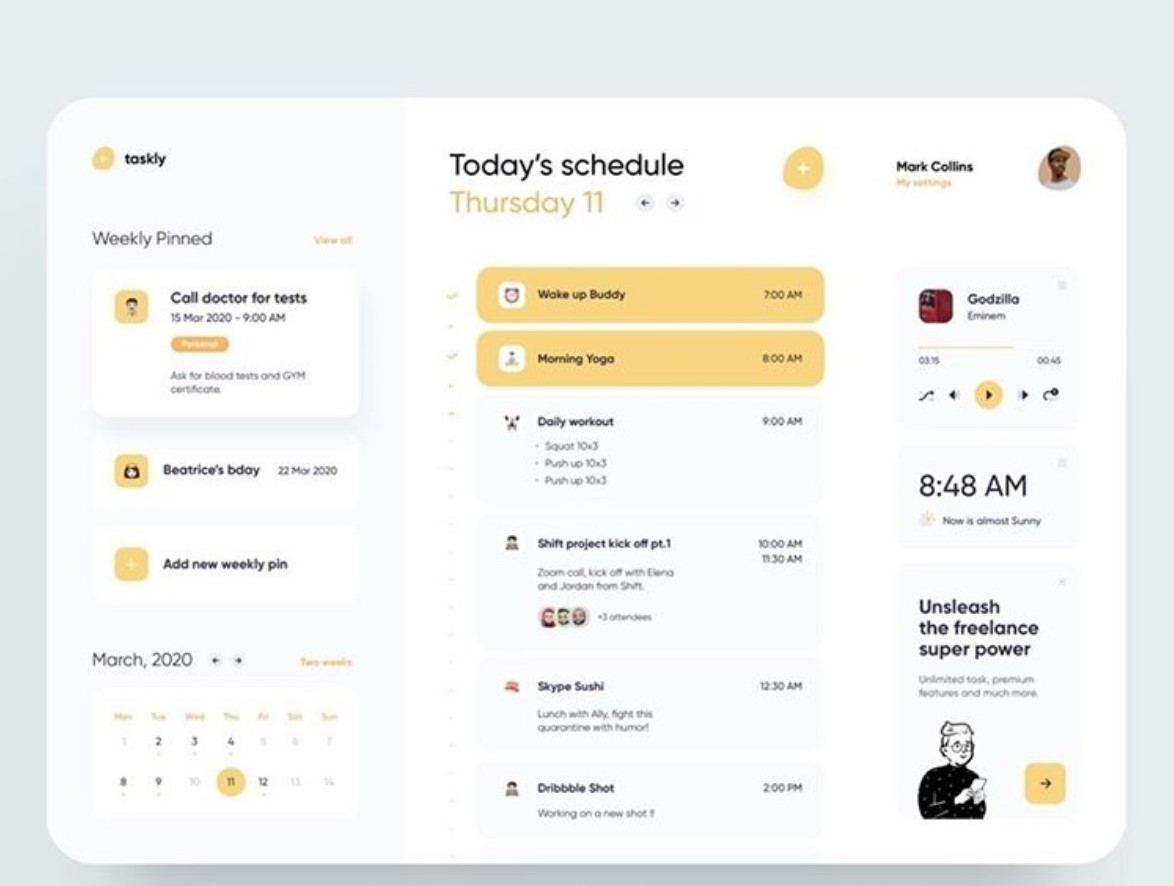 taskly
Weekly Pinned
View all
Call doctor for tests
15 Mar 2020 - 9:00 AM
Personal
Ask for blood tests and GYM
certificate.
Beatrice's bday 22 Mar 2020
Add new weekly pin
March, 2020
Two weeks
Mon Tue Wed Thu Fri Sat Sun
1 2 3 4 5 6 7
8 9 10 11 12 13 14
Today's schedule
Thursday 11
Wake up Buddy 7:00 AM
Morning Yoga 8:00 AM
Daily workout 9:00 AM
• Squat 10x3
• Push up 10x3
• Push up 10x3
Shift project kick off pt.1 10:00 AM
11:30 AM
Zoom call, kick off with Elena
and Jordan from Shift.
+3 attendees
Skype Sushi 12:30 AM
Lunch with Ally, fight this
quarantine with humor!
Dribbble Shot 2:00 PM
Working on a new shot !!
Mark Collins
My settings
Godzilla
Eminem
03:15 00:45
8:48 AM
Now is almost Sunny
Unsleash
the freelance
super power
Unlimited task, premium
features and much more.